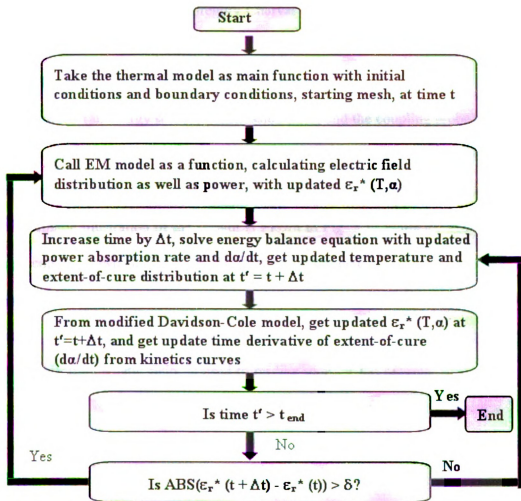 Start
Take the thermal model as main function with initial
conditions and boundary conditions, starting mesh, at time t
Call EM model as a function, calculating electric field
distribution as well as power, with updated εᵣ* (T,α)
Increase time by Δt, solve energy balance equation with updated
power absorption rate and dα/dt, get updated temperature and
extent-of-cure distribution at t' = t + Δt
From modified Davidson-Cole model, get updated εᵣ* (T,α) at
t'=t+Δt, and get update time derivative of extent-of-cure
(dα/dt) from kinetics curves
Is time t' > t end
Yes
End
No
Is ABS(εᵣ* (t + Δt) - εᵣ* (t)) > δ?
Yes
No